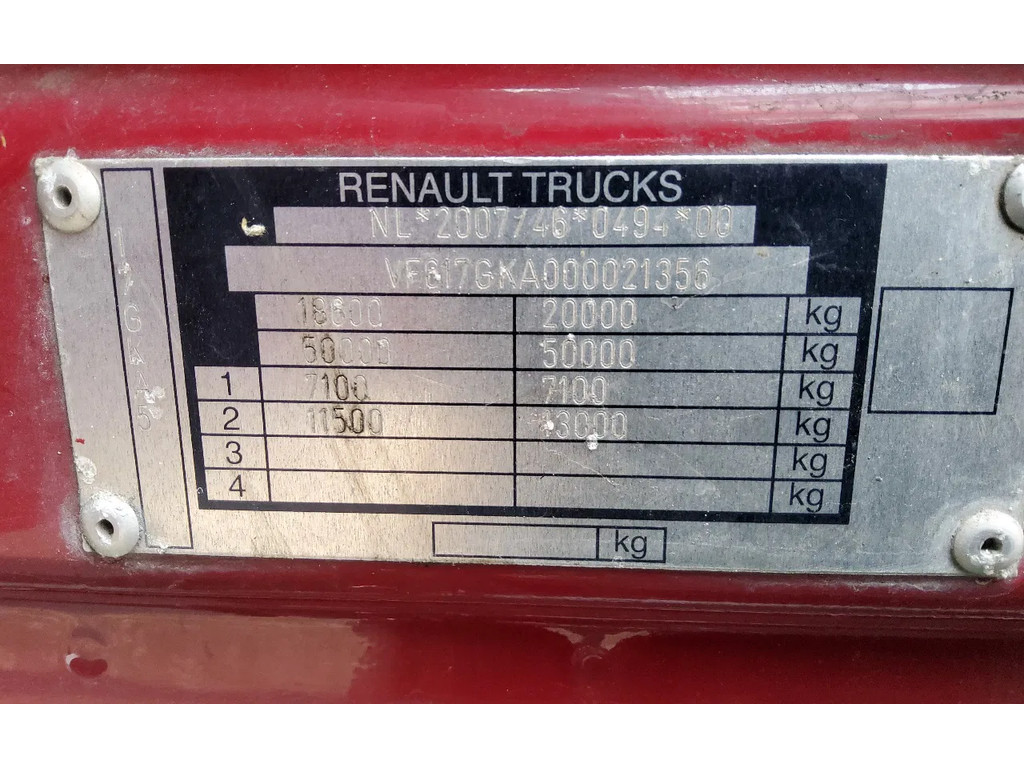 RENAULT TRUCKS
NL*2007/46*0494*00
VF617GKA000021356
18600 20000 kg
50000 50000 kg
1 7100 7100 kg
2 11500 13000 kg
3 kg
4 kg
kg
17GKA5